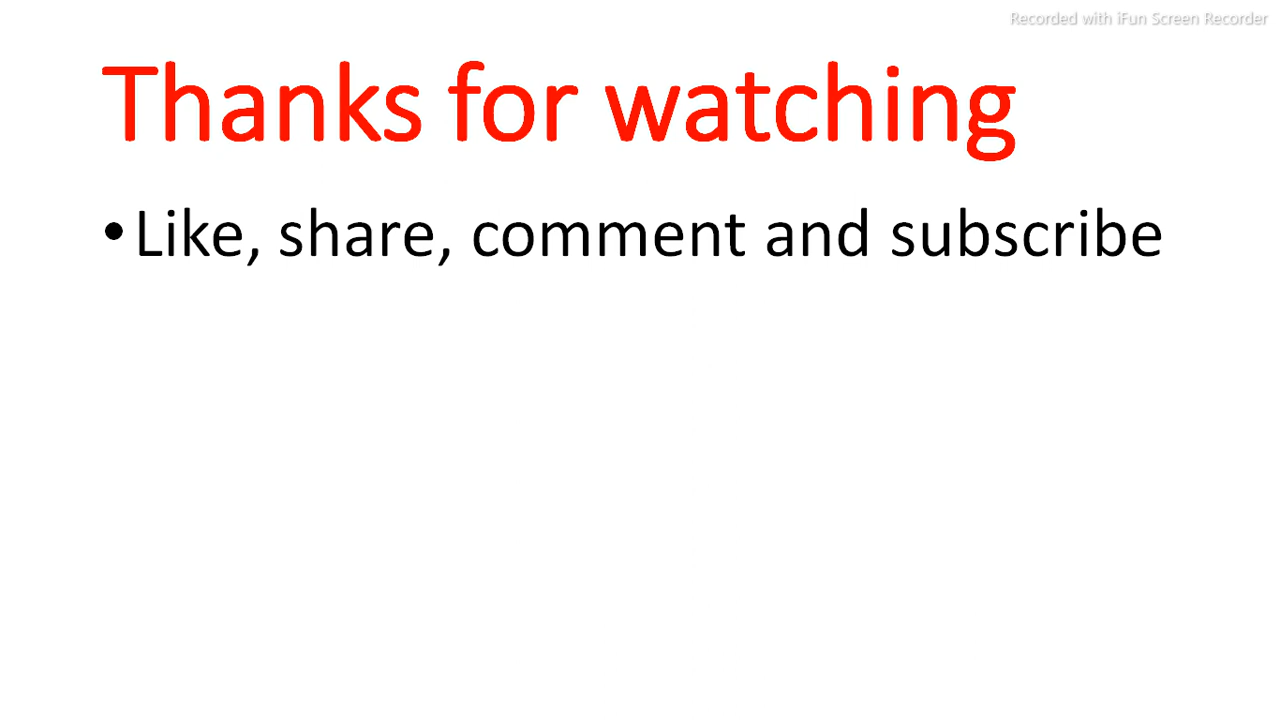 Recorded with iFun Screen Recorder
Thanks for watching
•Like, share, comment and subscribe